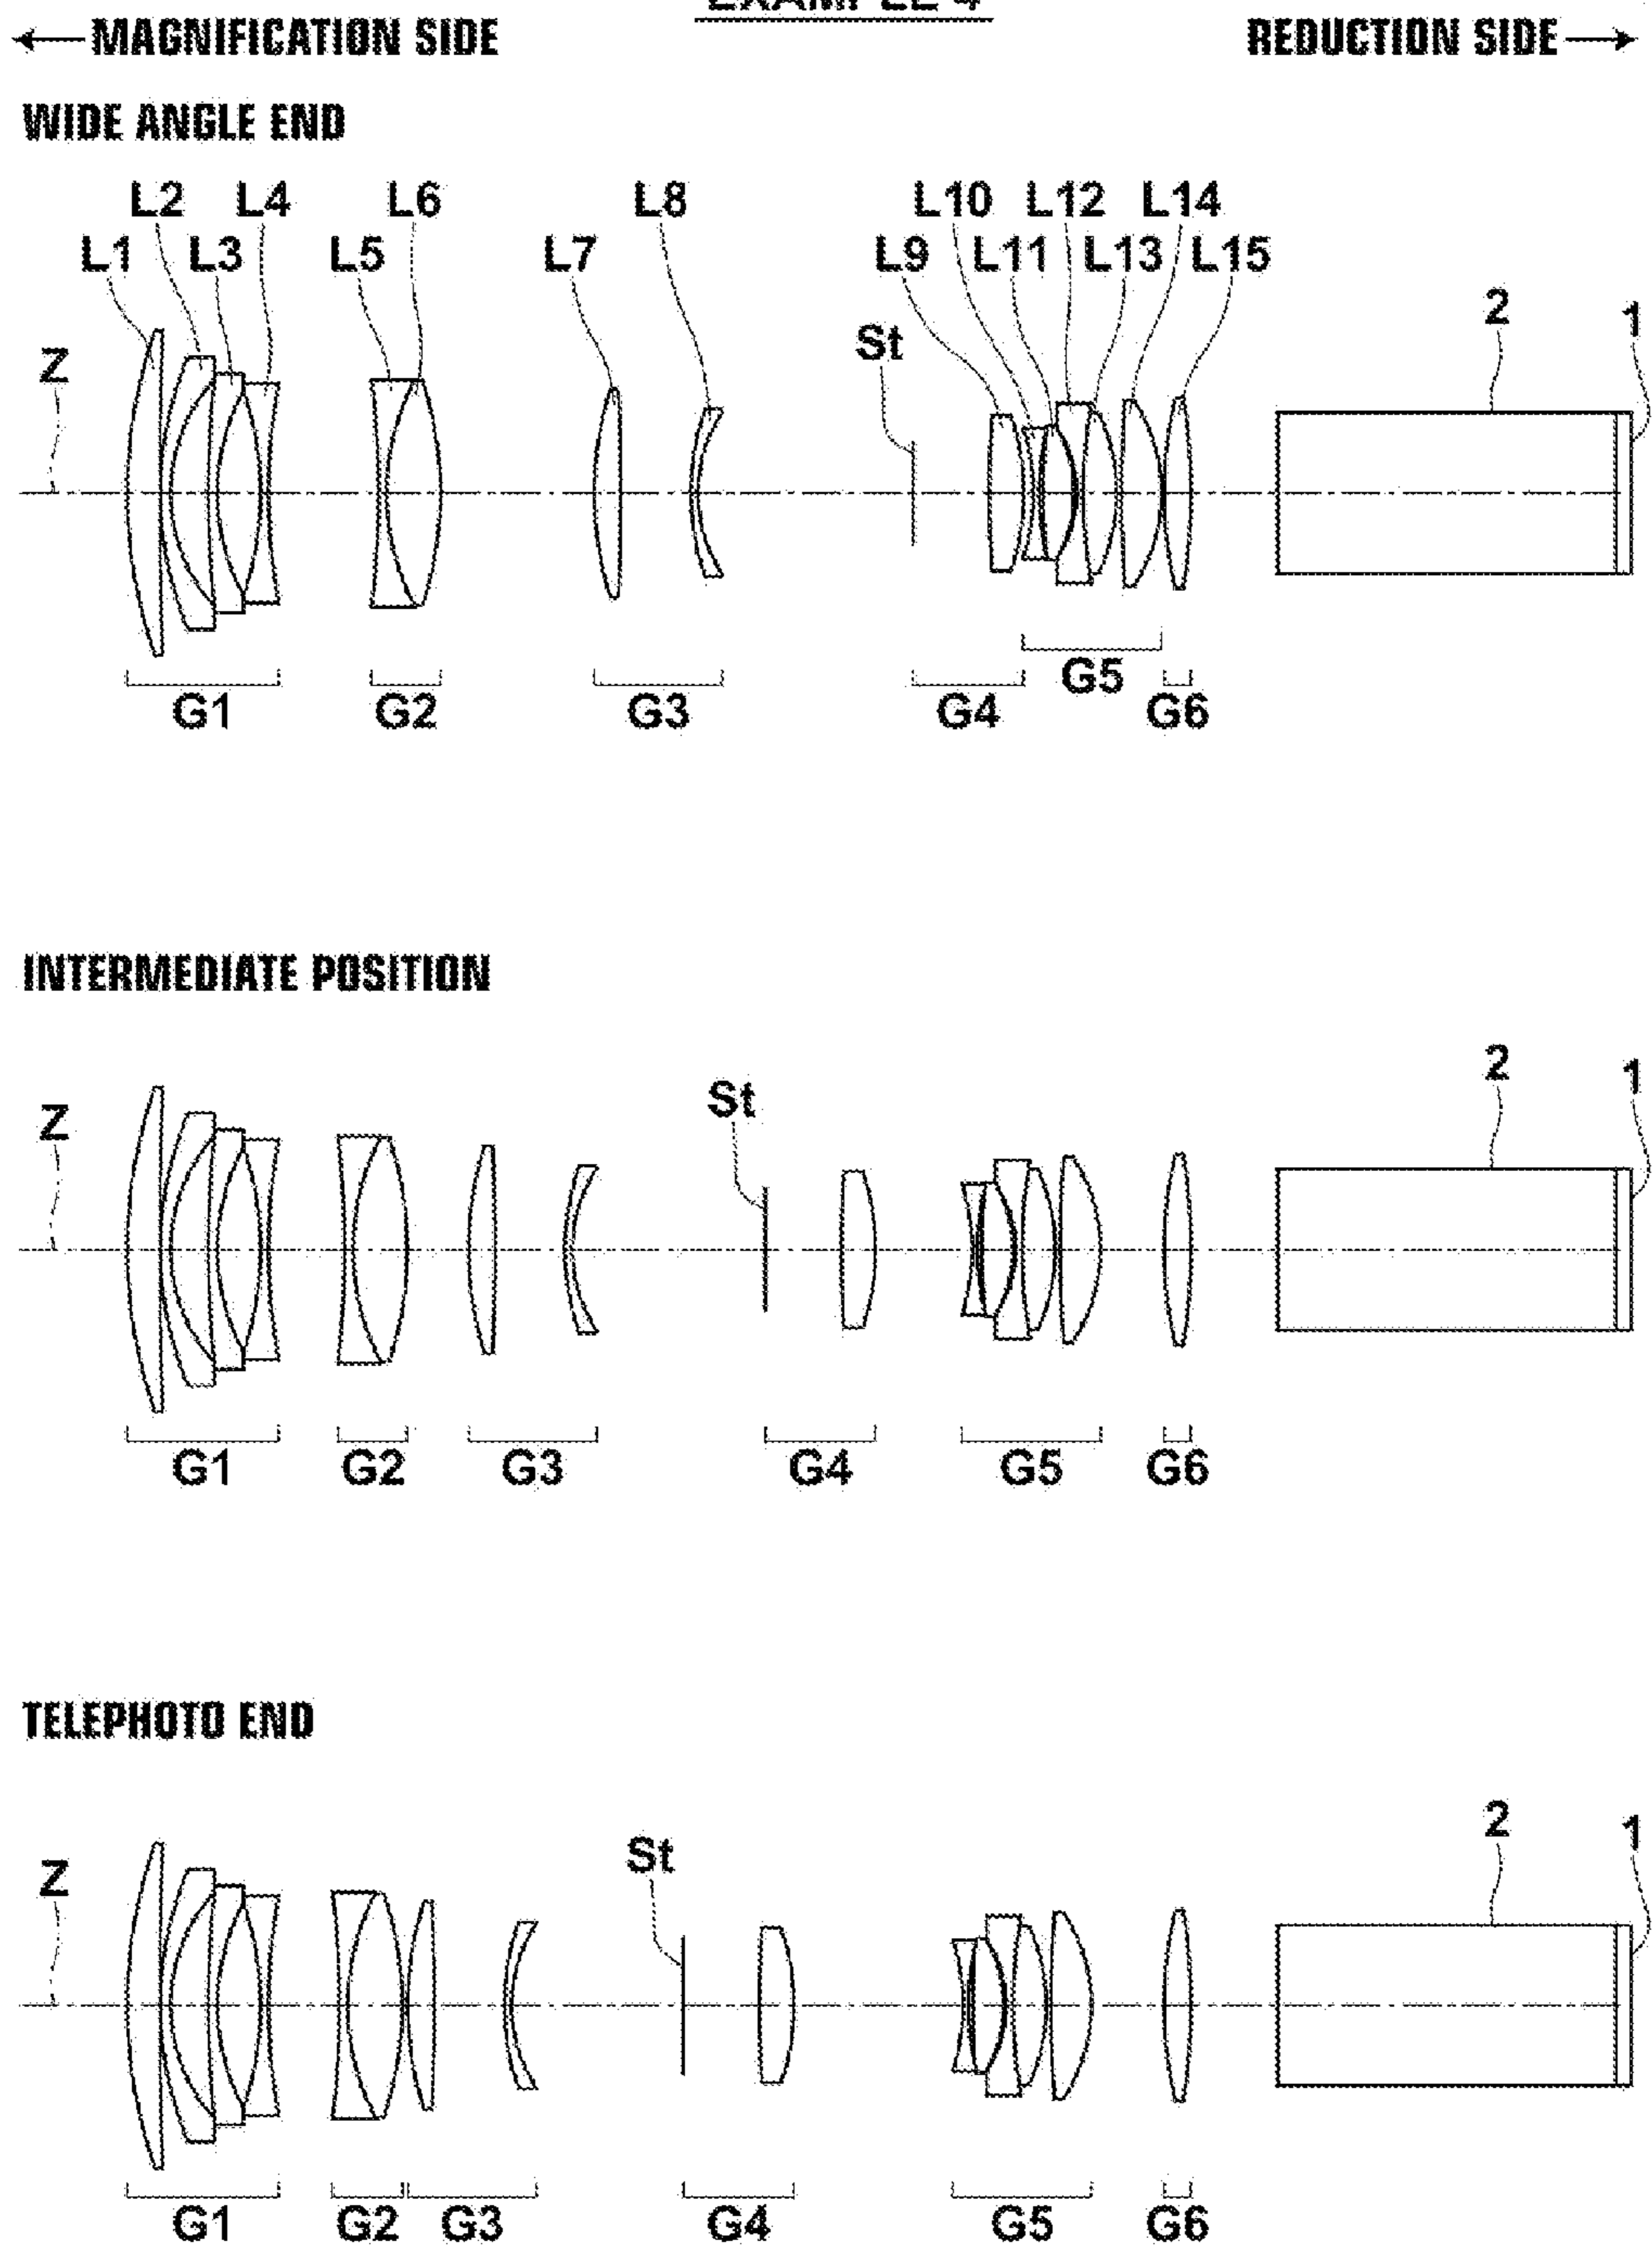 EXAMPLE 4
← MAGNIFICATION SIDE REDUCTION SIDE →
WIDE ANGLE END
L2 L4 L6 L8 L10 L12 L14
L1 L3 L5 L7 L9 L11 L13 L15
2 1
Z St
G1 G2 G3 G4 G5 G6
INTERMEDIATE POSITION
2 1
Z St
G1 G2 G3 G4 G5 G6
TELEPHOTO END
2 1
Z St
G1 G2 G3 G4 G5 G6